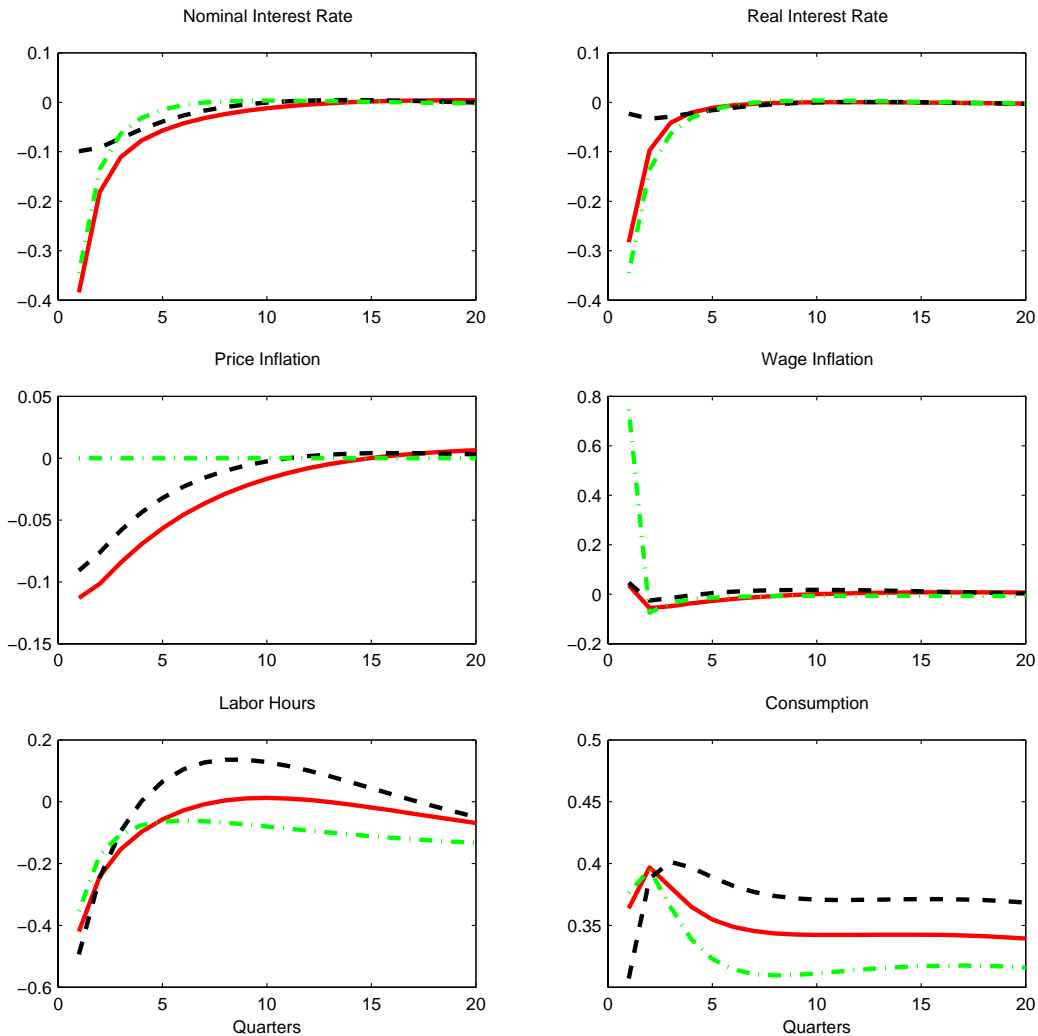 Nominal Interest Rate
0.1
0
−0.1
−0.2
−0.3
−0.4
0 5 10 15 20
Real Interest Rate
0.1
0
−0.1
−0.2
−0.3
−0.4
0 5 10 15 20
Price Inflation
0.05
0
−0.05
−0.1
−0.15
0 5 10 15 20
Wage Inflation
0.8
0.6
0.4
0.2
0
−0.2
0 5 10 15 20
Labor Hours
0.2
0
−0.2
−0.4
−0.6
0 5 10 15 20
Quarters
Consumption
0.5
0.45
0.4
0.35
0 5 10 15 20
Quarters